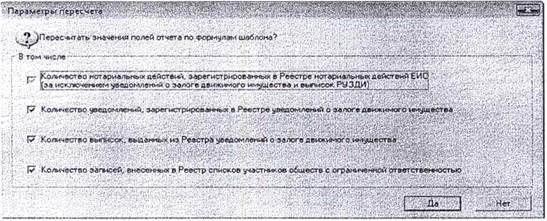 Параметры пересчета
Пересчитать значения полей отчета по формулам шаблона?
В том числе
Количество нотариальных действий, зарегистрированных в Реестре нотариальных действий ЕИС
(за исключением уведомлений о залоге движимого имущества и выписок РУЗДИ)
Количество уведомлений, зарегистрированных в Реестре уведомлений о залоге движимого имущества
Количество выписок, выданных из Реестра уведомлений о залоге движимого имущества
Количество записей, внесенных в Реестр списков участников обществ с ограниченной ответственностью
Да
Нет